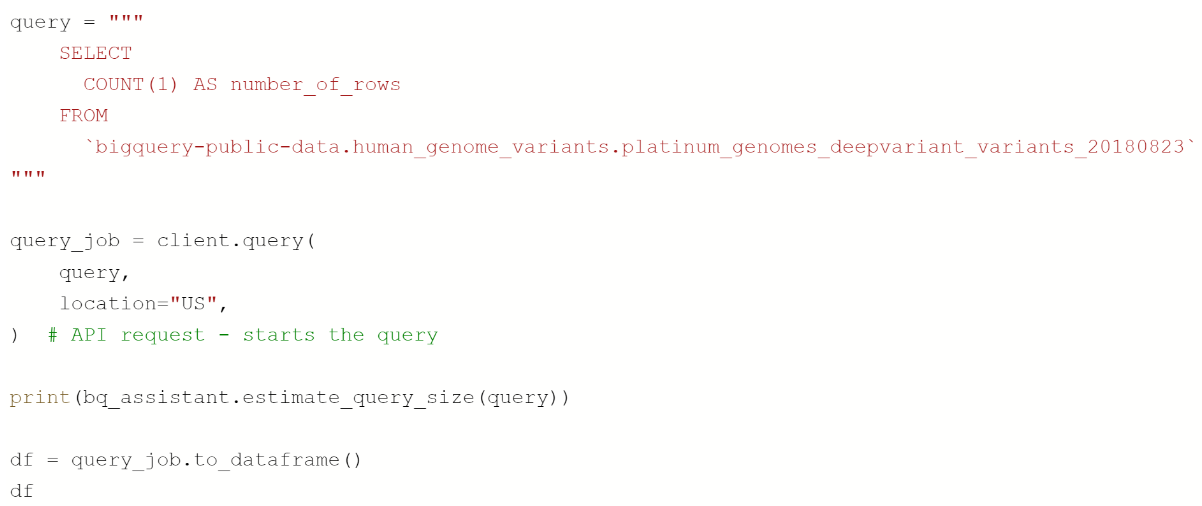 query = """
    SELECT
      COUNT(1) AS number_of_rows
    FROM
      `bigquery-public-data.human_genome_variants.platinum_genomes_deepvariant_variants_20180823`
"""

query_job = client.query(
    query,
    location="US",
)  # API request - starts the query

print(bq_assistant.estimate_query_size(query))

df = query_job.to_dataframe()
df